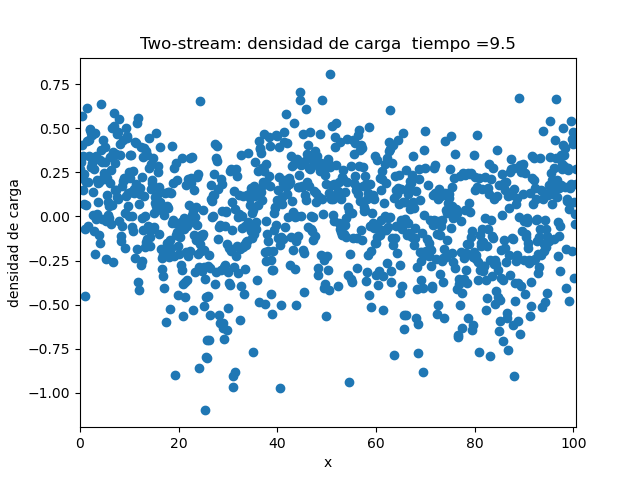 Two-stream: densidad de carga  tiempo =9.5
densidad de carga
0.75
0.50
0.25
0.00
−0.25
−0.50
−0.75
−1.00
0 20 40 60 80 100
x